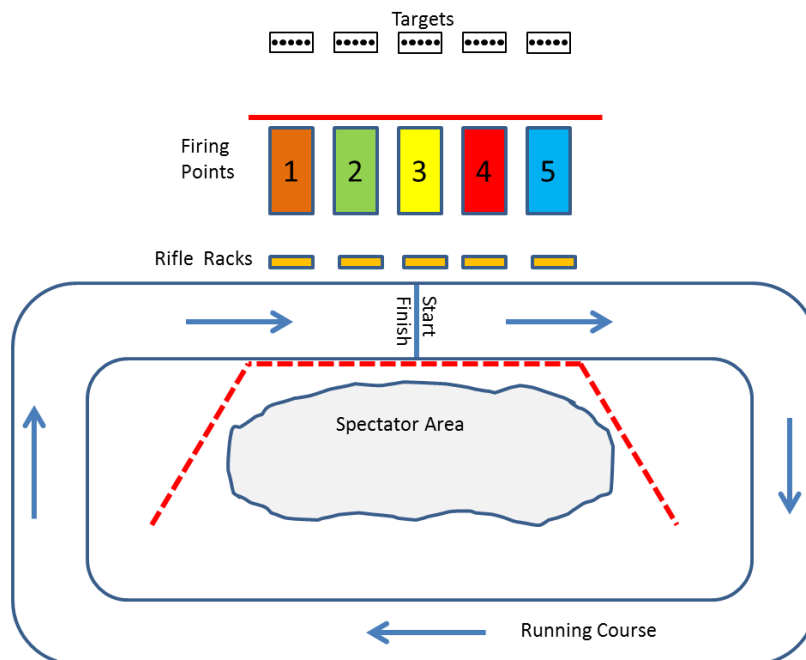 Targets
Firing
Points
1 2 3 4 5
Rifle Racks
Start
Finish
Spectator Area
Running Course